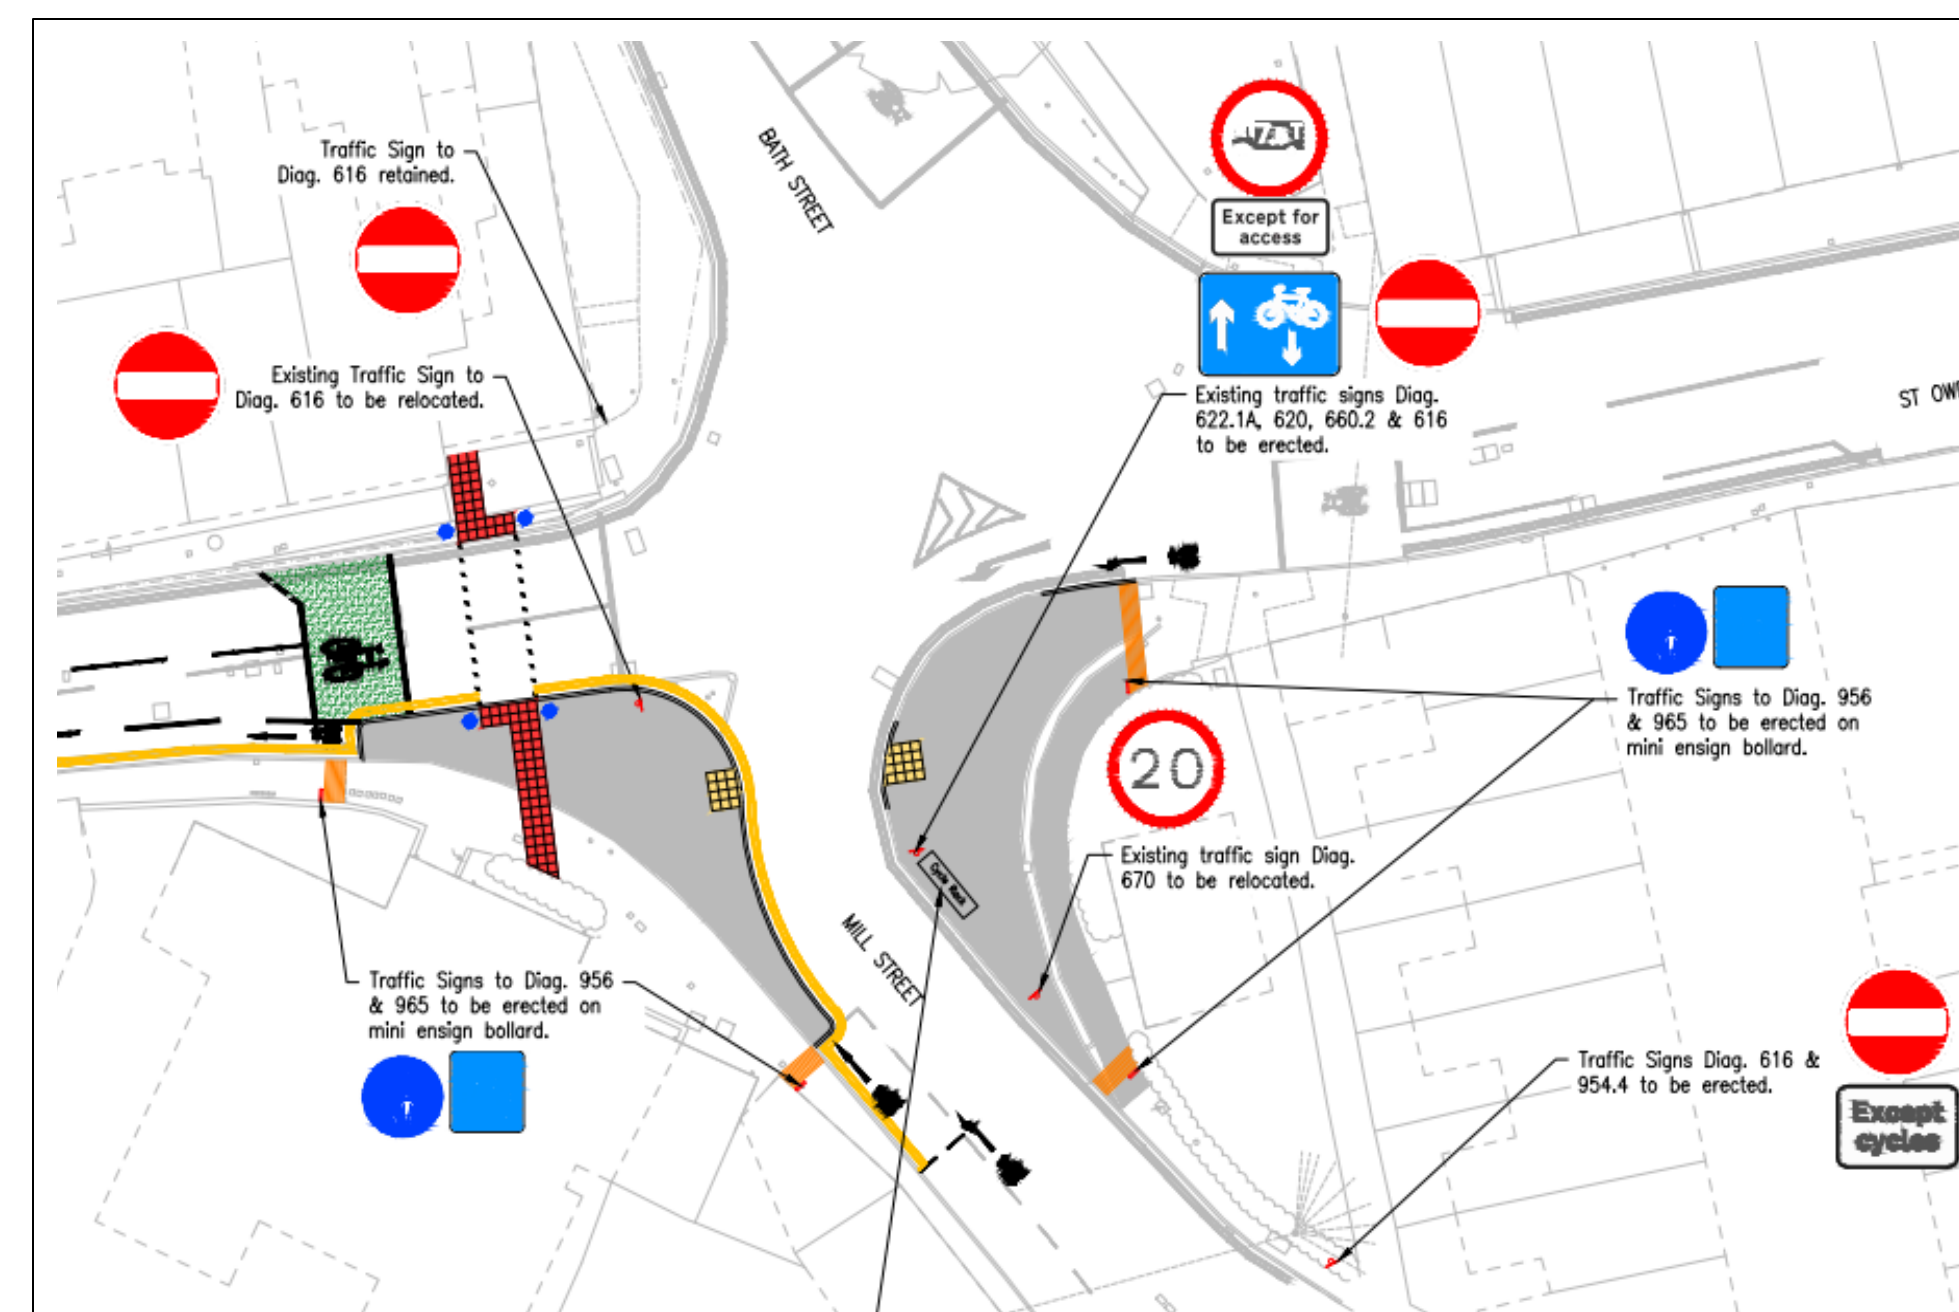 Traffic Sign to
Diag. 616 retained.
BATH STREET
Except for
access
Existing Traffic Sign to
Diag. 616 to be relocated.
Existing traffic signs Diag.
622.1A, 620, 660.2 & 616
to be erected.
ST OW
Traffic Signs to Diag. 956
& 965 to be erected on
mini ensign bollard.
20
Existing traffic sign Diag.
670 to be relocated.
Cycle Rack
MILL STREET
Traffic Signs to Diag. 956
& 965 to be erected on
mini ensign bollard.
Traffic Signs Diag. 616 &
954.4 to be erected.
Except
cycles